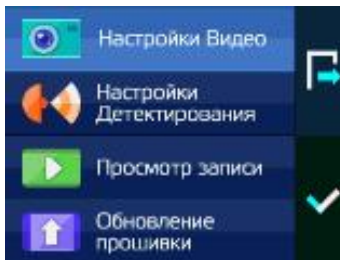 Настройки Видео
Настройки
Детектирования
Просмотр записи
Обновление
прошивки